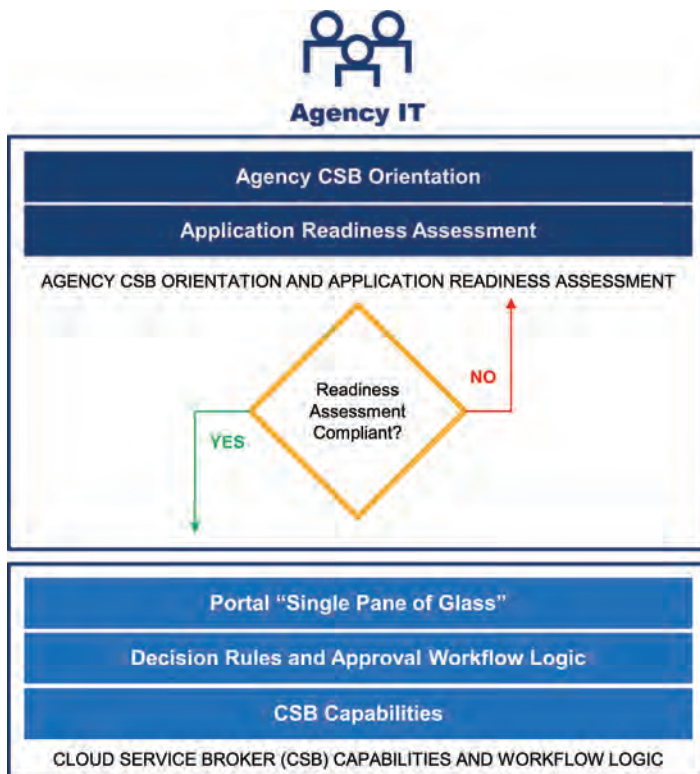 Agency IT
Agency CSB Orientation
Application Readiness Assessment
AGENCY CSB ORIENTATION AND APPLICATION READINESS ASSESSMENT
NO
Readiness
Assessment
Compliant?
YES
Portal “Single Pane of Glass”
Decision Rules and Approval Workflow Logic
CSB Capabilities
CLOUD SERVICE BROKER (CSB) CAPABILITIES AND WORKFLOW LOGIC